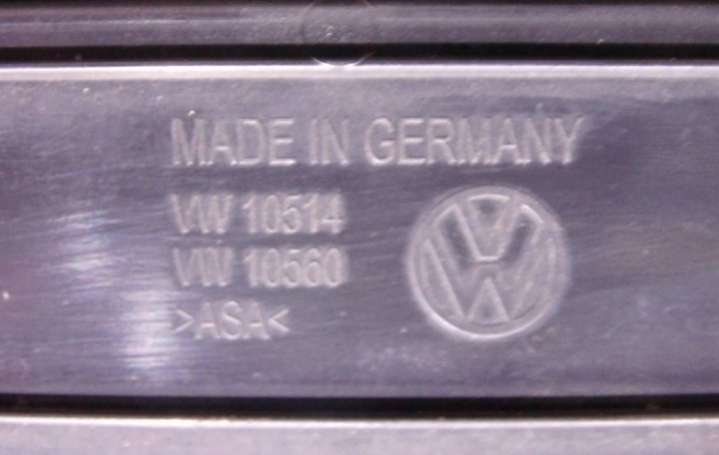 MADE IN GERMANY
VW 10514
VW 10560
>ASA<